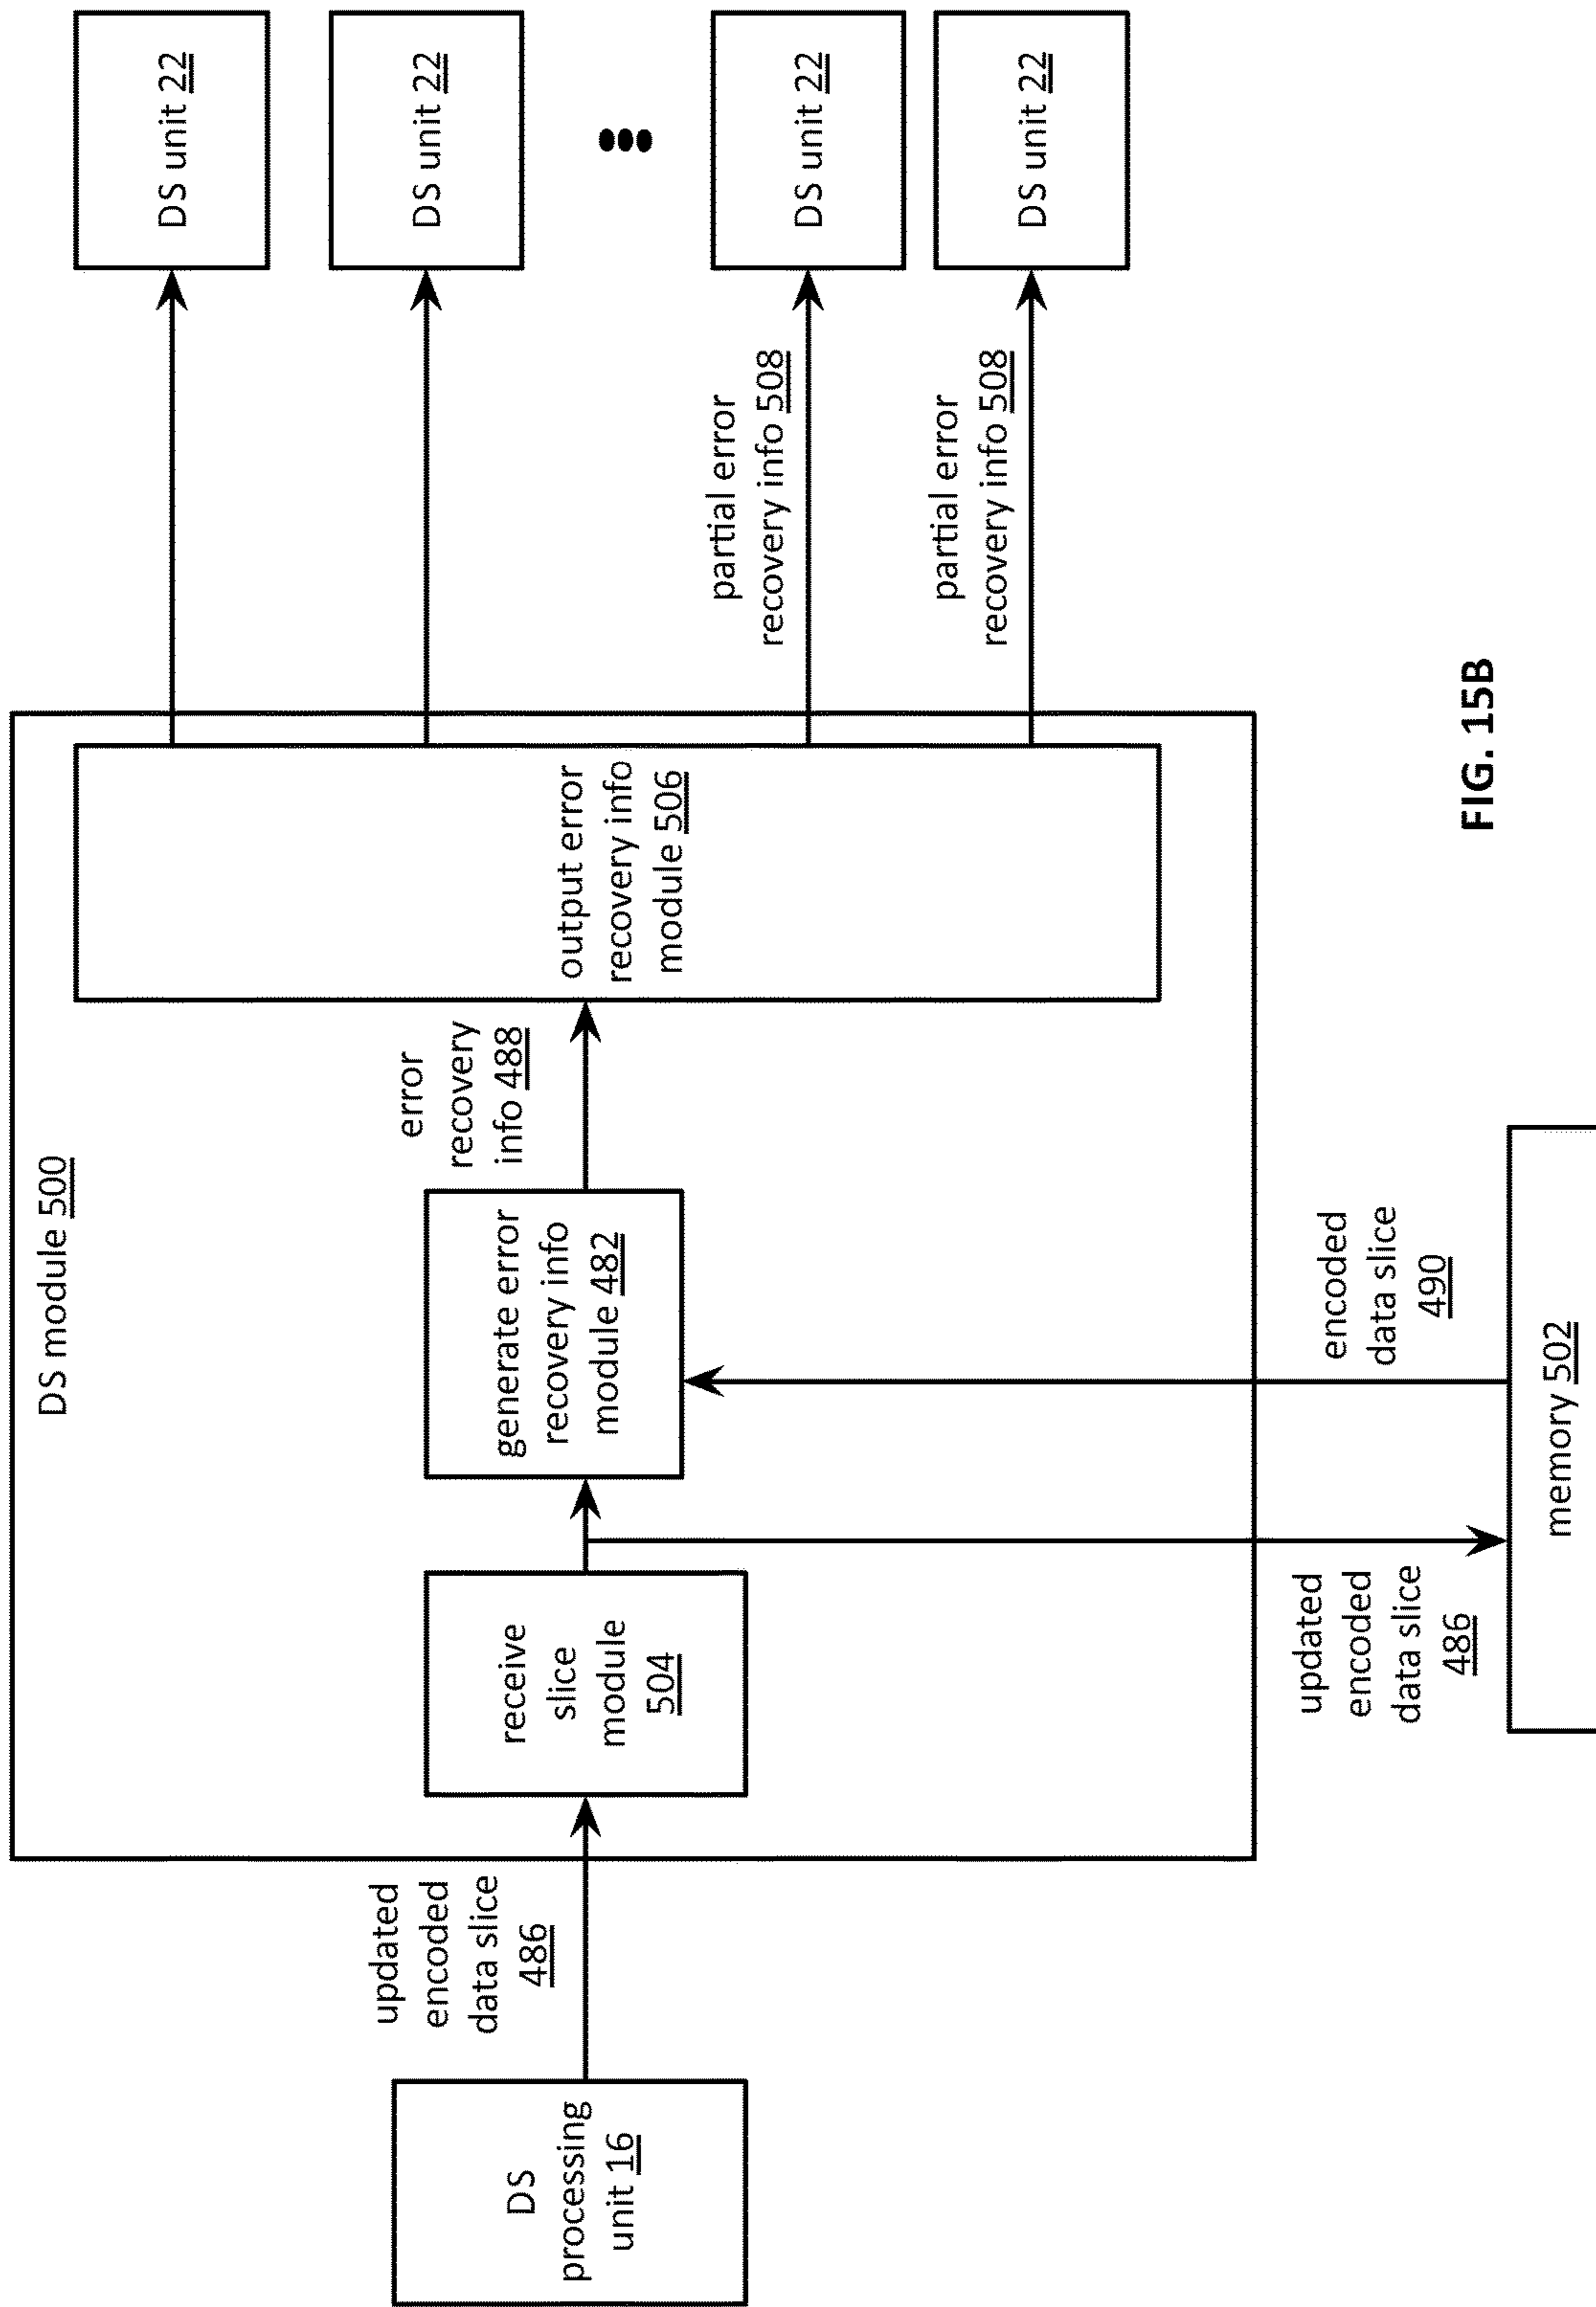 DS module 500
DS
processing
unit 16
updated
encoded
data slice
486
receive
slice
module
504
generate error
recovery info
module 482
error
recovery
info 488
output error
recovery info
module 506
DS unit 22
DS unit 22
partial error
recovery info 508
DS unit 22
partial error
recovery info 508
DS unit 22
updated
encoded
data slice
486
encoded
data slice
490
memory 502
FIG. 15B